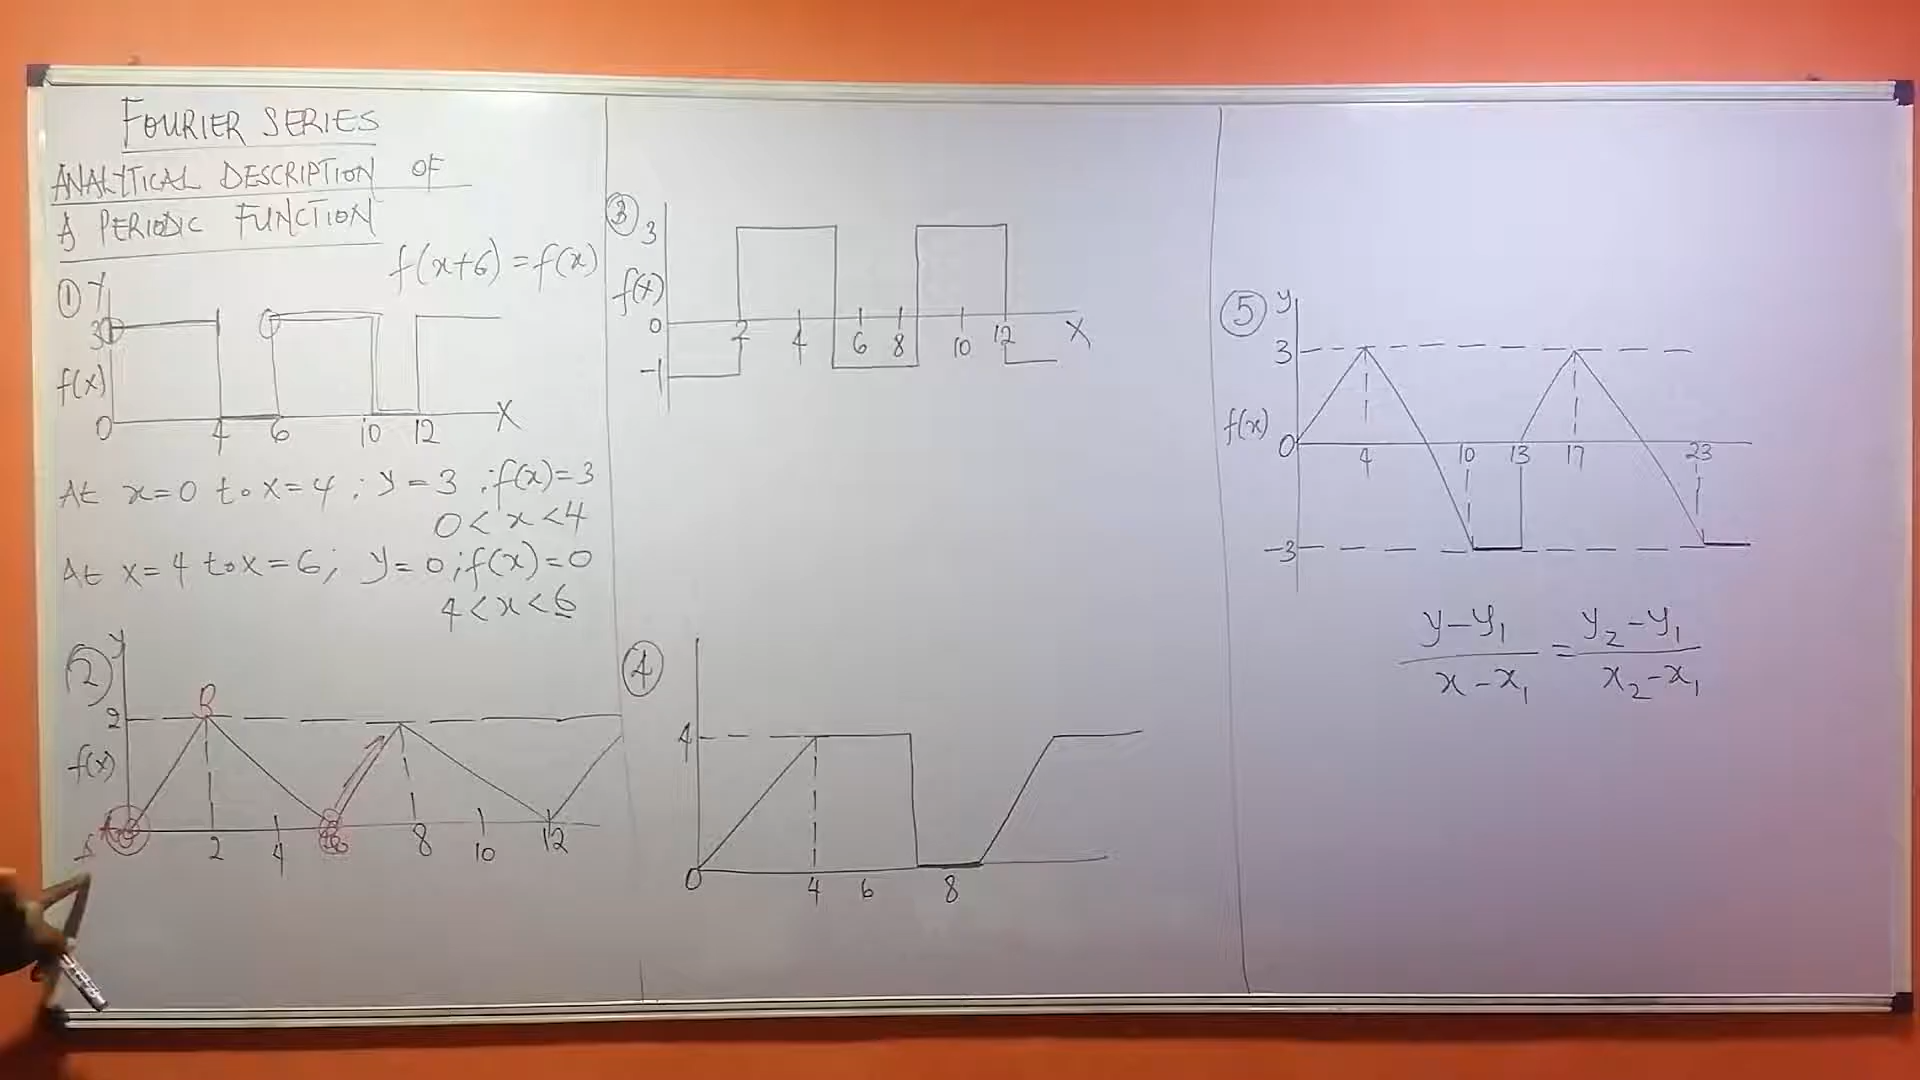 FOURIER SERIES
ANALYTICAL DESCRIPTION OF
A PERIODIC FUNCTION
f(x+6) = f(x)
① Y
3
f(x)
0 4 6 10 12 X
At x=0 to x=4 ; y=3 ; f(x)=3
0 < x < 4
At x=4 to x=6 ; y=0 ; f(x)=0
4 < x < 6
② y
B
2
f(x)
A
2 4 8 10 12
③
3
f(x)
0 2 4 6 8 10 12 X
-1
④
4
0 4 6 8
⑤ y
3
f(x)
0 4 10 13 17 23
-3
y-y₁ = y₂-y₁
x-x₁ x₂-x₁